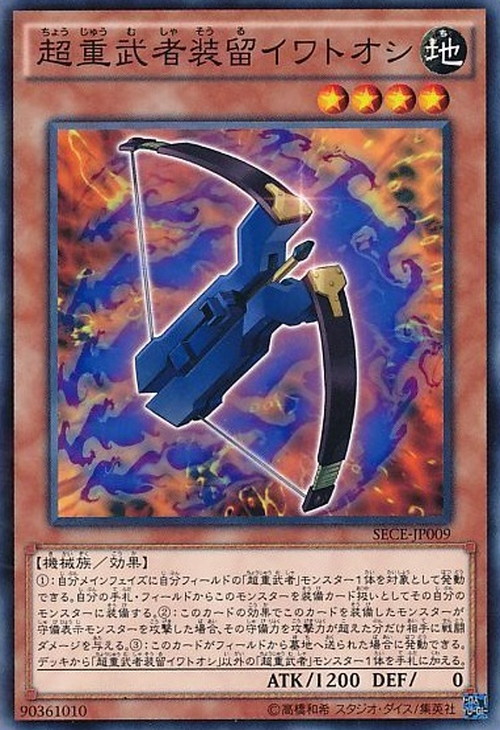 超重武者装留イワトオシ
地
SECE-JP009
【機械族／効果】
①：自分メインフェイズに自分フィールドの「超重武者」モンスター1体を対象として発動
できる。自分の手札・フィールドからこのモンスターを装備カード扱いとしてその自分の
モンスターに装備する。②：このカードの効果でこのカードを装備したモンスターが
守備表示モンスターを攻撃した場合、その守備力を攻撃力が超えた分だけ相手に戦闘
ダメージを与える。③：このカードがフィールドから墓地へ送られた場合に発動できる。
デッキから「超重武者装留イワトオシ」以外の「超重武者」モンスター1体を手札に加える。
ATK/1200 DEF/ 0
90361010
©高橋和希 スタジオ・ダイス/集英社